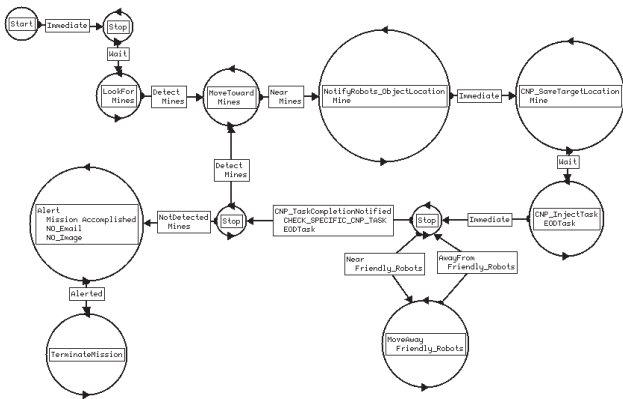 Start
Immediate
Stop
Wait
LookFor
Mines
Detect
Mines
MoveToward
Mines
Near
Mines
NotifyRobots_ObjectLocation
Mine
Immediate
CNP_SaveTargetLocation
Mine
Wait
CNP_InjectTask
EODTask
Immediate
Stop
Near
Friendly_Robots
AwayFrom
Friendly_Robots
MoveAway
Friendly_Robots
CNP_TaskCompletionNotified
CHECK_SPECIFIC_CNP_TASK
EODTask
Stop
Detect
Mines
NotDetected
Mines
Alert
Mission Accomplished
NO_Email
NO_Image
Alerted
TerminateMission